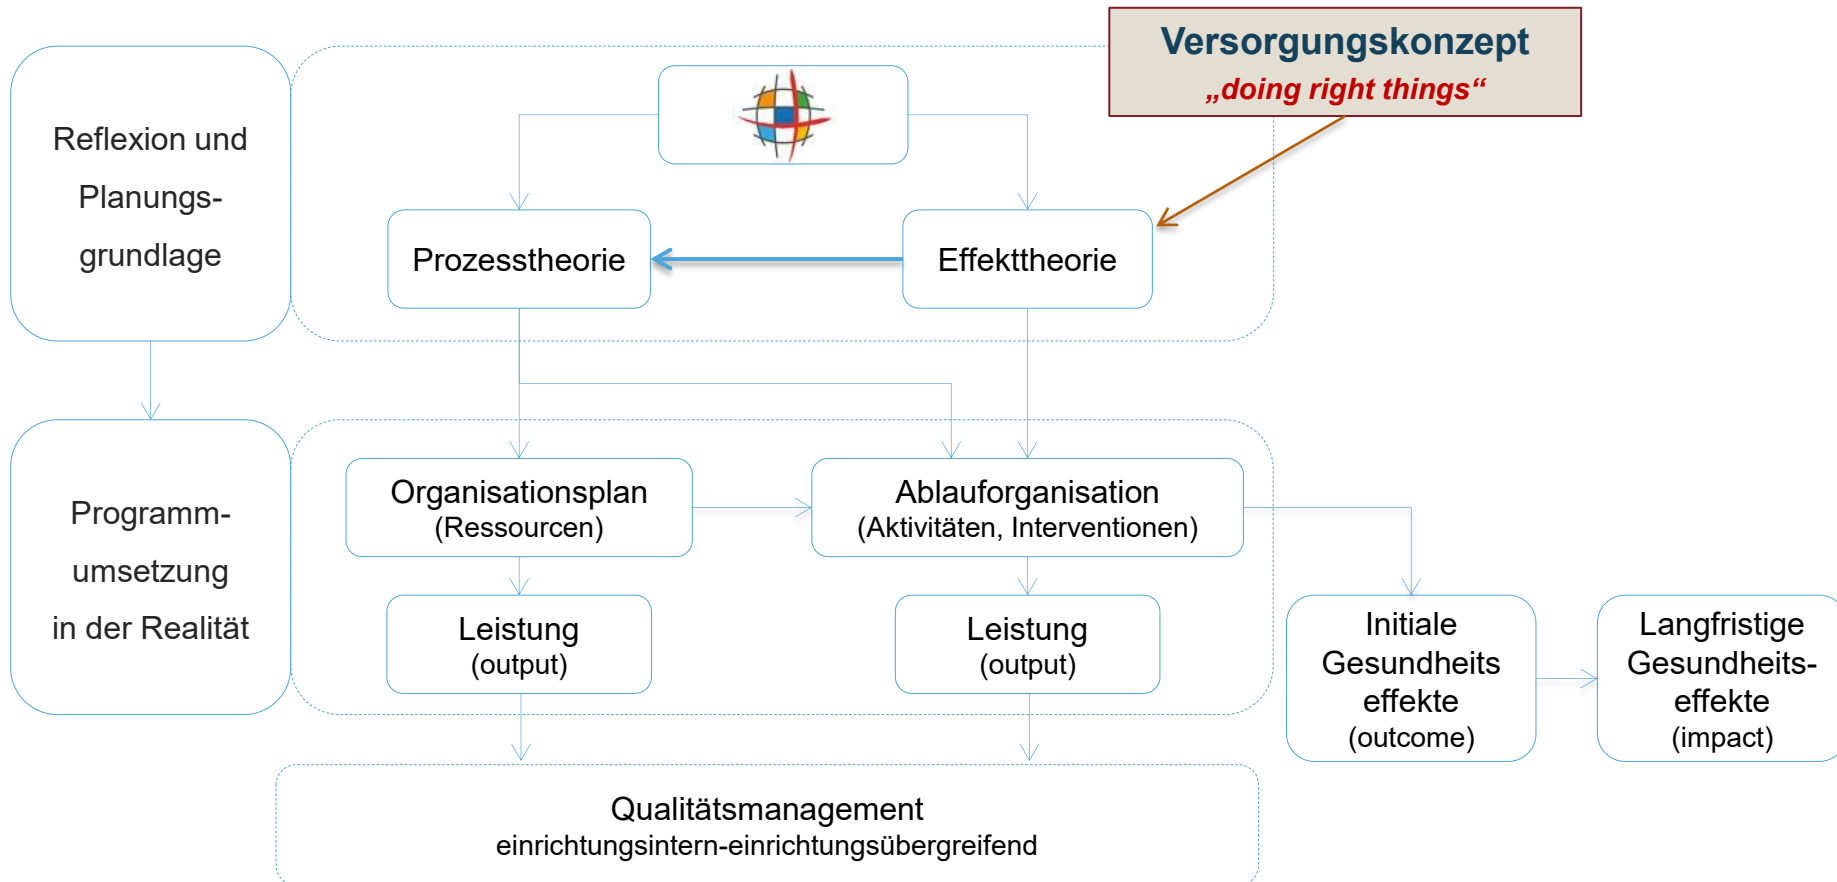 Versorgungskonzept
„doing right things“
Reflexion und
Planungs-
grundlage
Prozesstheorie
Effekttheorie
Programm-
umsetzung
in der Realität
Organisationsplan
(Ressourcen)
Ablauforganisation
(Aktivitäten, Interventionen)
Leistung
(output)
Leistung
(output)
Initiale
Gesundheits
effekte
(outcome)
Langfristige
Gesundheits-
effekte
(impact)
Qualitätsmanagement
einrichtungsintern-einrichtungsübergreifend